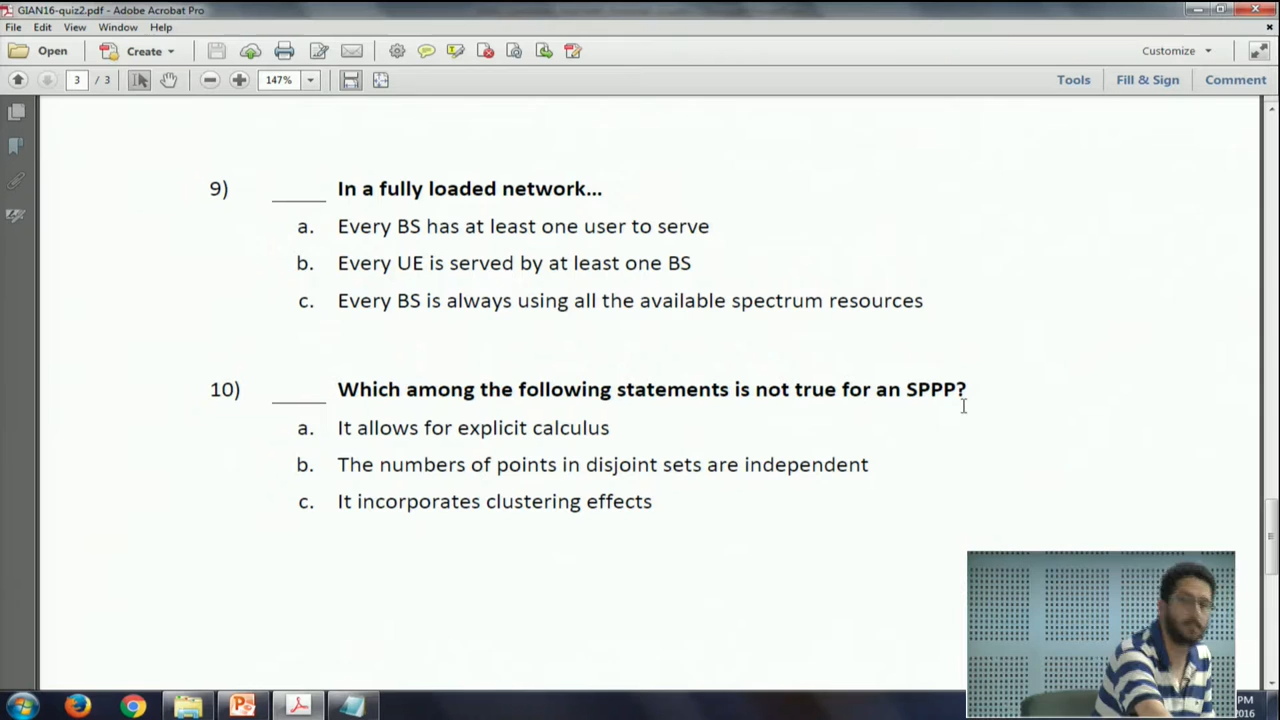 GIAN16-quiz2.pdf - Adobe Acrobat Pro
File Edit View Window Help
Open Create Customize
3 / 3 147% Tools Fill & Sign Comment
9) _____ In a fully loaded network...
a. Every BS has at least one user to serve
b. Every UE is served by at least one BS
c. Every BS is always using all the available spectrum resources
10) _____ Which among the following statements is not true for an SPPP?
a. It allows for explicit calculus
b. The numbers of points in disjoint sets are independent
c. It incorporates clustering effects
PM
2016